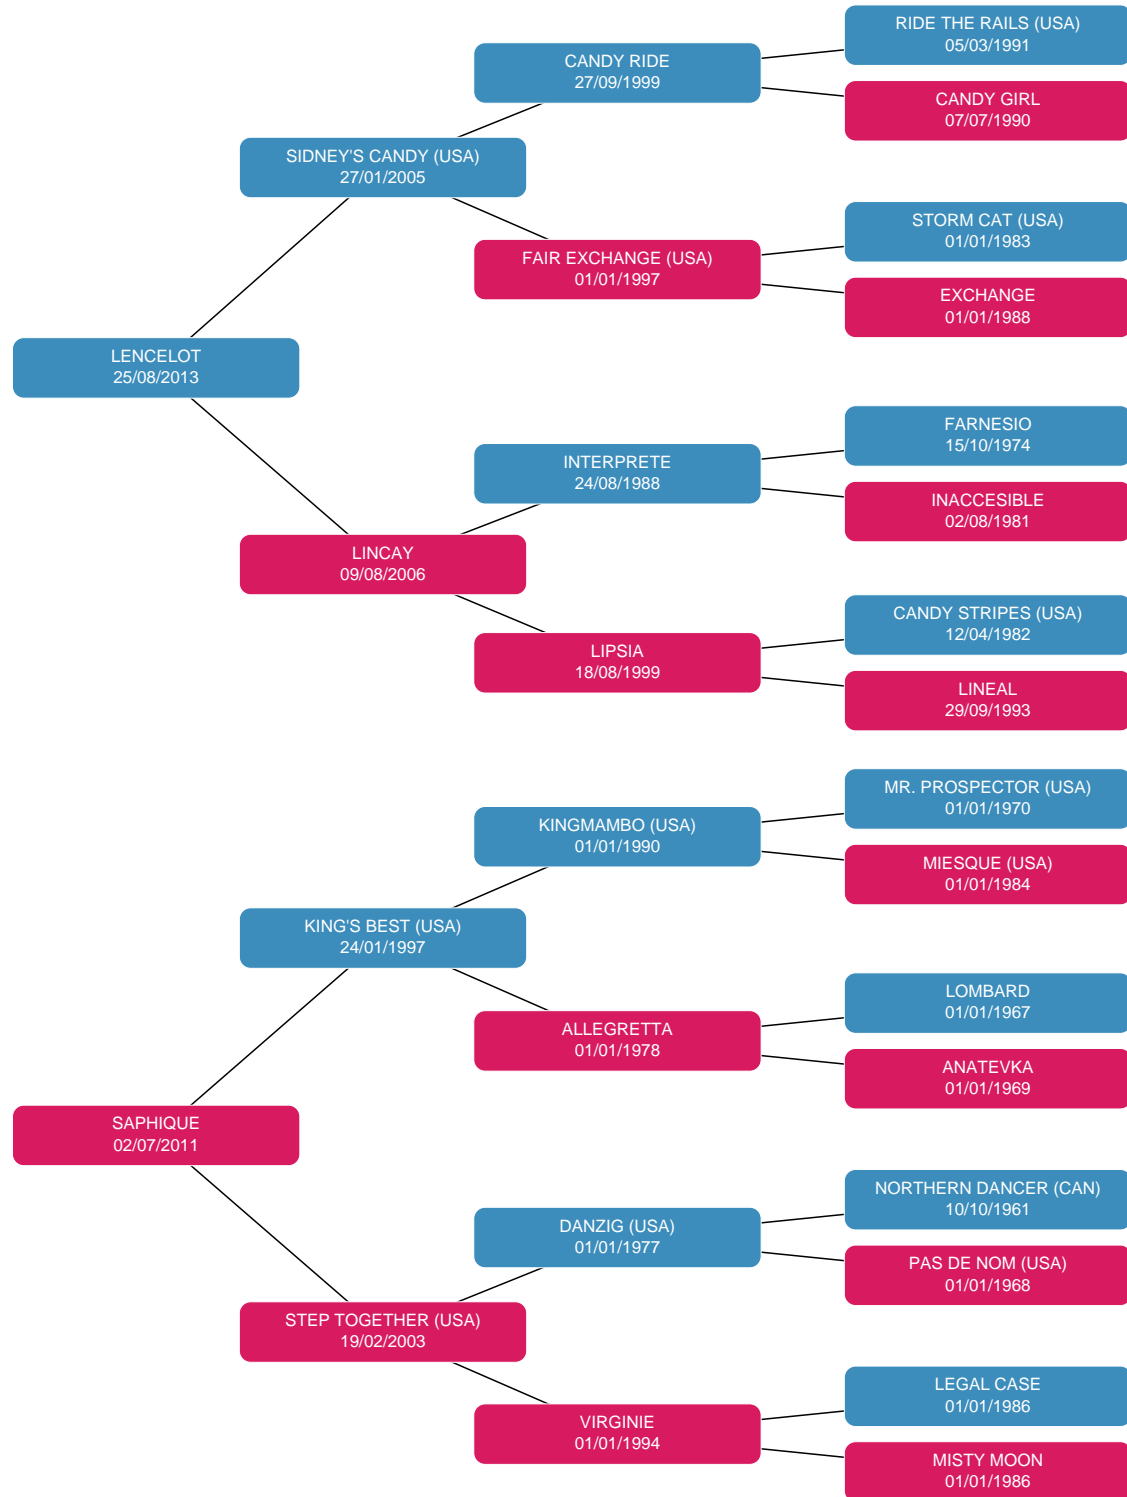 RIDE THE RAILS (USA)
05/03/1991
CANDY RIDE
27/09/1999
CANDY GIRL
07/07/1990
SIDNEY'S CANDY (USA)
27/01/2005
STORM CAT (USA)
01/01/1983
FAIR EXCHANGE (USA)
01/01/1997
EXCHANGE
01/01/1988
LENCELOT
25/08/2013
FARNESIO
15/10/1974
INTERPRETE
24/08/1988
INACCESIBLE
02/08/1981
LINCAY
09/08/2006
CANDY STRIPES (USA)
12/04/1982
LIPSIA
18/08/1999
LINEAL
29/09/1993
MR. PROSPECTOR (USA)
01/01/1970
KINGMAMBO (USA)
01/01/1990
MIESQUE (USA)
01/01/1984
KING'S BEST (USA)
24/01/1997
LOMBARD
01/01/1967
ALLEGRETTA
01/01/1978
ANATEVKA
01/01/1969
SAPHIQUE
02/07/2011
NORTHERN DANCER (CAN)
10/10/1961
DANZIG (USA)
01/01/1977
PAS DE NOM (USA)
01/01/1968
STEP TOGETHER (USA)
19/02/2003
LEGAL CASE
01/01/1986
VIRGINIE
01/01/1994
MISTY MOON
01/01/1986